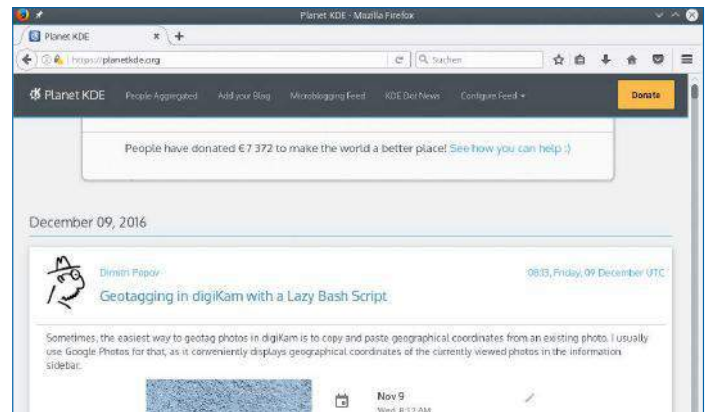 Planet KDE - Mozilla Firefox
Planet KDE
https://planetkde.org
Suchen
Planet KDE People Aggregated Add your Blog Microblogging Feed KDE Dot News Configure Feed Donate
People have donated € 7 372 to make the world a better place! See how you can help :)
December 09, 2016
Dmitri Popov
08:13, Friday, 09 December UTC
Geotagging in digiKam with a Lazy Bash Script
Sometimes, the easiest way to geotag photos in digiKam is to copy and paste geographical coordinates from an existing photo. I usually
use Google Photos for that, as it conveniently displays geographical coordinates of the currently viewed photos in the information
sidebar.
Nov 9
Wed, 8:12 AM